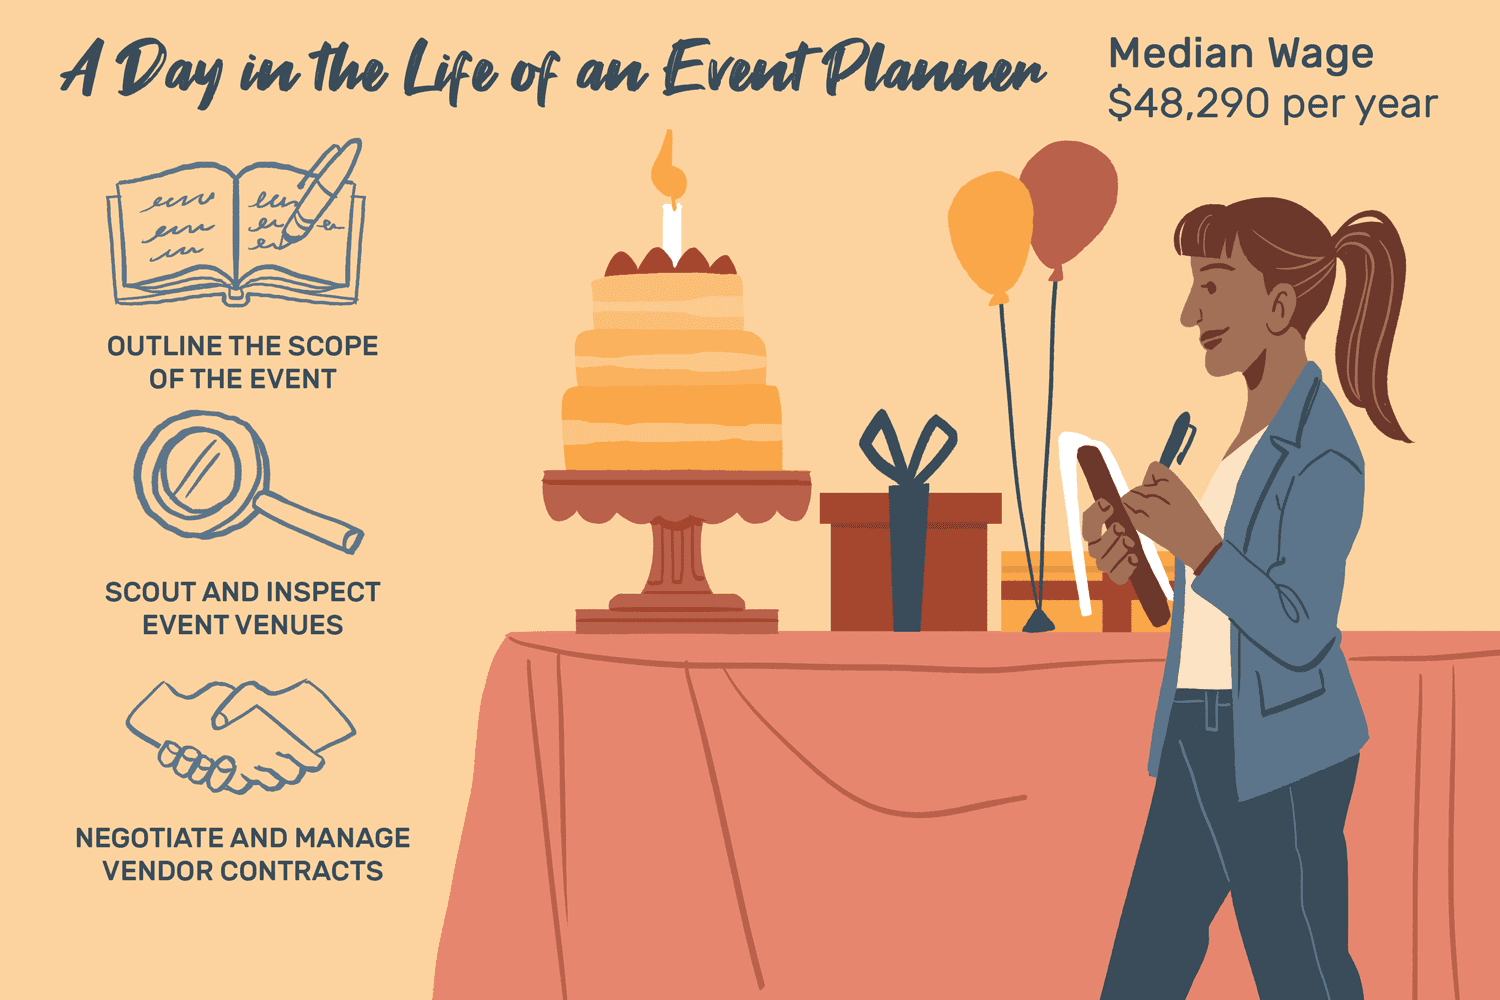 A Day in the Life of an Event Planner
Median Wage
$48,290 per year
OUTLINE THE SCOPE
OF THE EVENT
SCOUT AND INSPECT
EVENT VENUES
NEGOTIATE AND MANAGE
VENDOR CONTRACTS